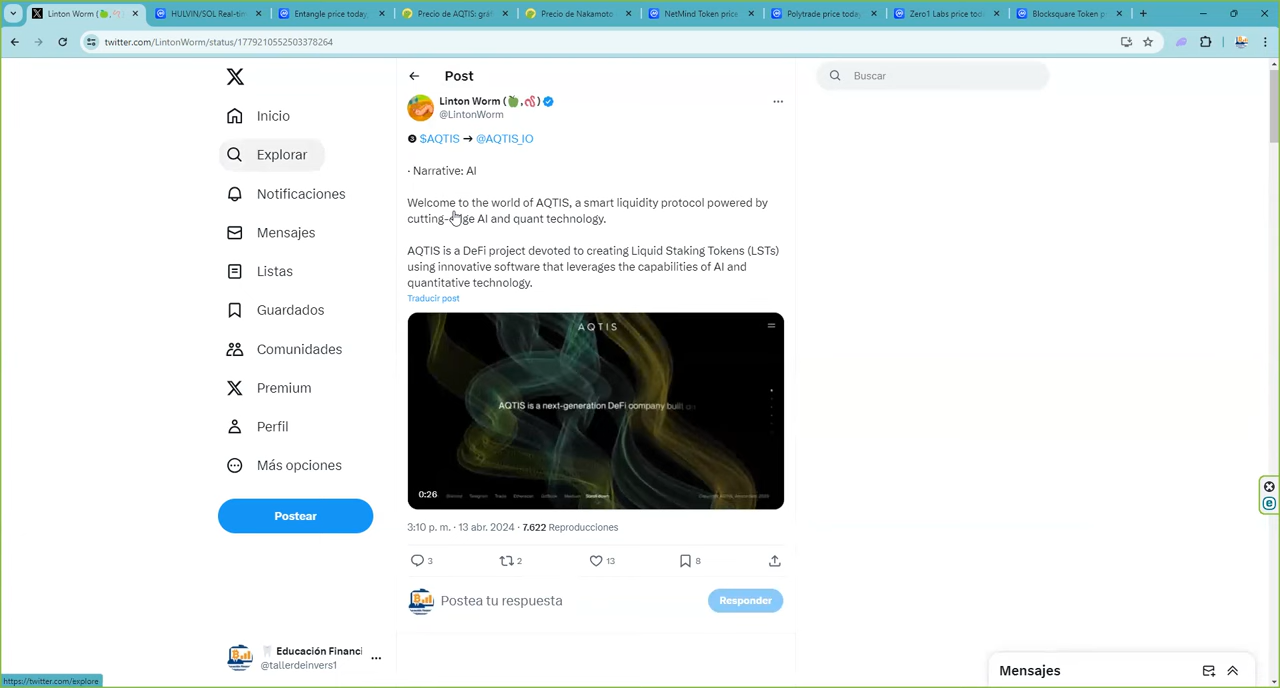 Linton Worm (🍏,🪱)
HULVIN/SOL Real-tim
Entangle price today,
Precio de AQTIS: grá
Precio de Nakamoto
NetMind Token price
Polytrade price toda
Zero1 Labs price tod
Blocksquare Token p
twitter.com/LintonWorm/status/1779210552503378264
Post
Buscar
Inicio
Explorar
Notificaciones
Mensajes
Listas
Guardados
Comunidades
Premium
Perfil
Más opciones
Postear
Linton Worm (🍏,🪱)
@LintonWorm
❸ $AQTIS → @AQTIS_IO
· Narrative: AI
Welcome to the world of AQTIS, a smart liquidity protocol powered by
cutting-edge AI and quant technology.
AQTIS is a DeFi project devoted to creating Liquid Staking Tokens (LSTs)
using innovative software that leverages the capabilities of AI and
quantitative technology.
Traducir post
AQTIS
AQTIS is a next-generation DeFi company built on
0:26
3:10 p. m. · 13 abr. 2024 · 7.622 Reproducciones
3
2
13
8
Postea tu respuesta
Responder
Educación Financi
@tallerdeinvers1
Mensajes
https://twitter.com/explore